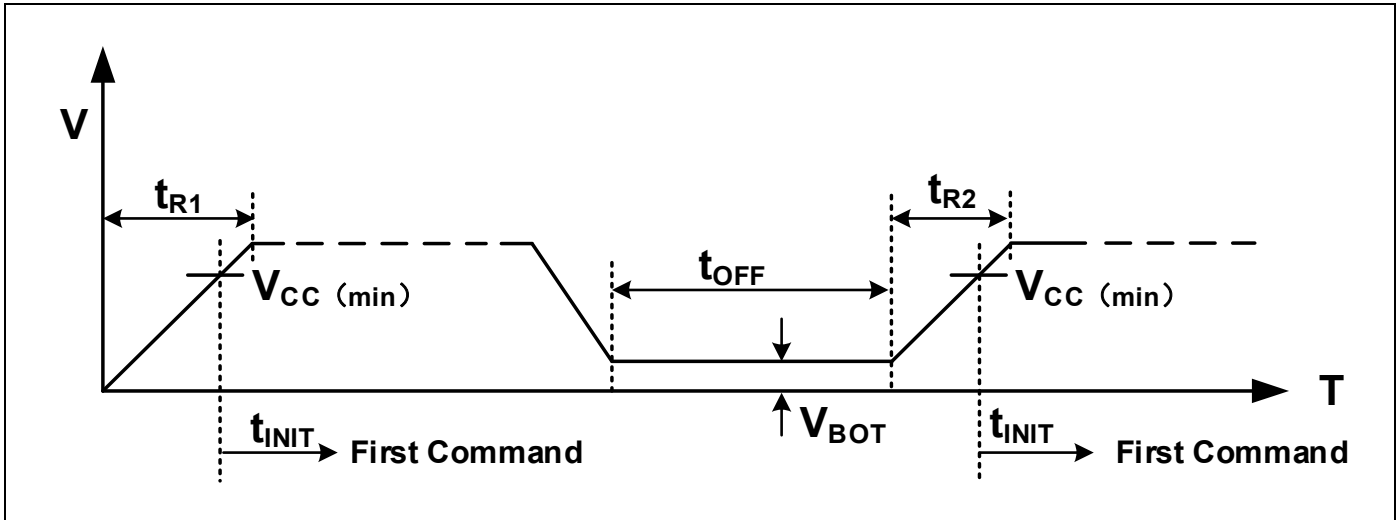 V
tR1
tR2
tOFF
VCC（min）
VCC（min）
T
VBOT
tINIT
First Command
tINIT
First Command